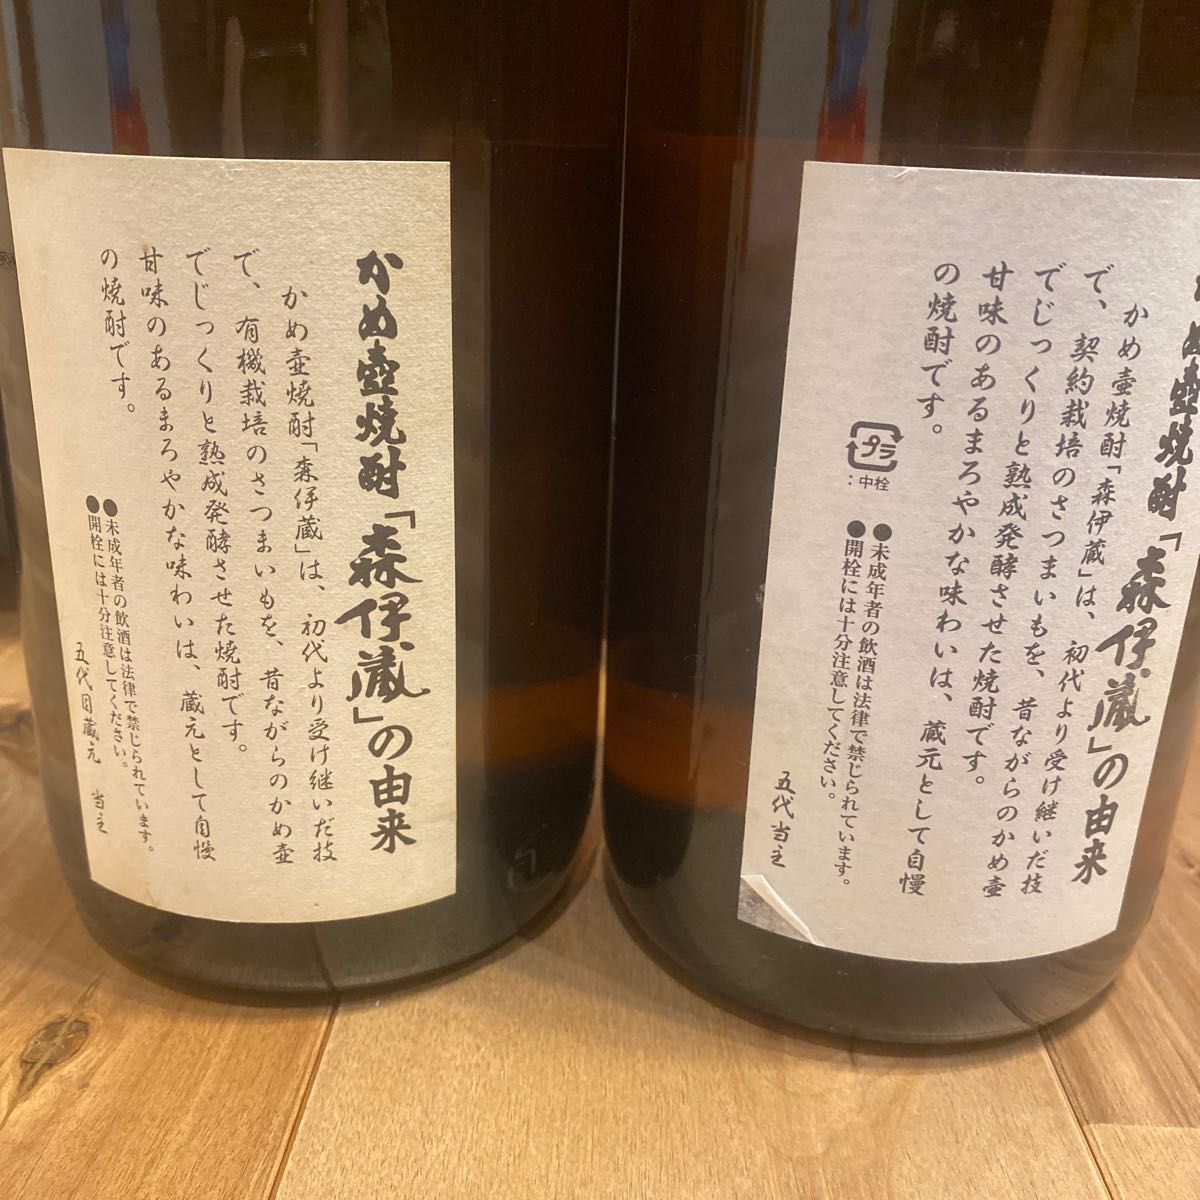 かめ壺焼酎「森伊蔵」の由来
かめ壺焼酎「森伊蔵」は、初代より受け継いだ技
で、有機栽培のさつまいもを、昔ながらのかめ壺
でじっくりと熟成発酵させた焼酎です。
甘味のあるまろやかな味わいは、蔵元として自慢
の焼酎です。
●未成年者の飲酒は法律で禁じられています。
●開栓には十分注意してください。
五代目蔵元 当主
め壺焼酎「森伊蔵」の由来
かめ壺焼酎「森伊蔵」は、初代より受け継いだ技
で、契約栽培のさつまいもを、昔ながらのかめ壺
でじっくりと熟成発酵させた焼酎です。
甘味のあるまろやかな味わいは、蔵元として自慢
の焼酎です。
プラ
:中栓
●未成年者の飲酒は法律で禁じられています。
●開栓には十分注意してください。
五代当主